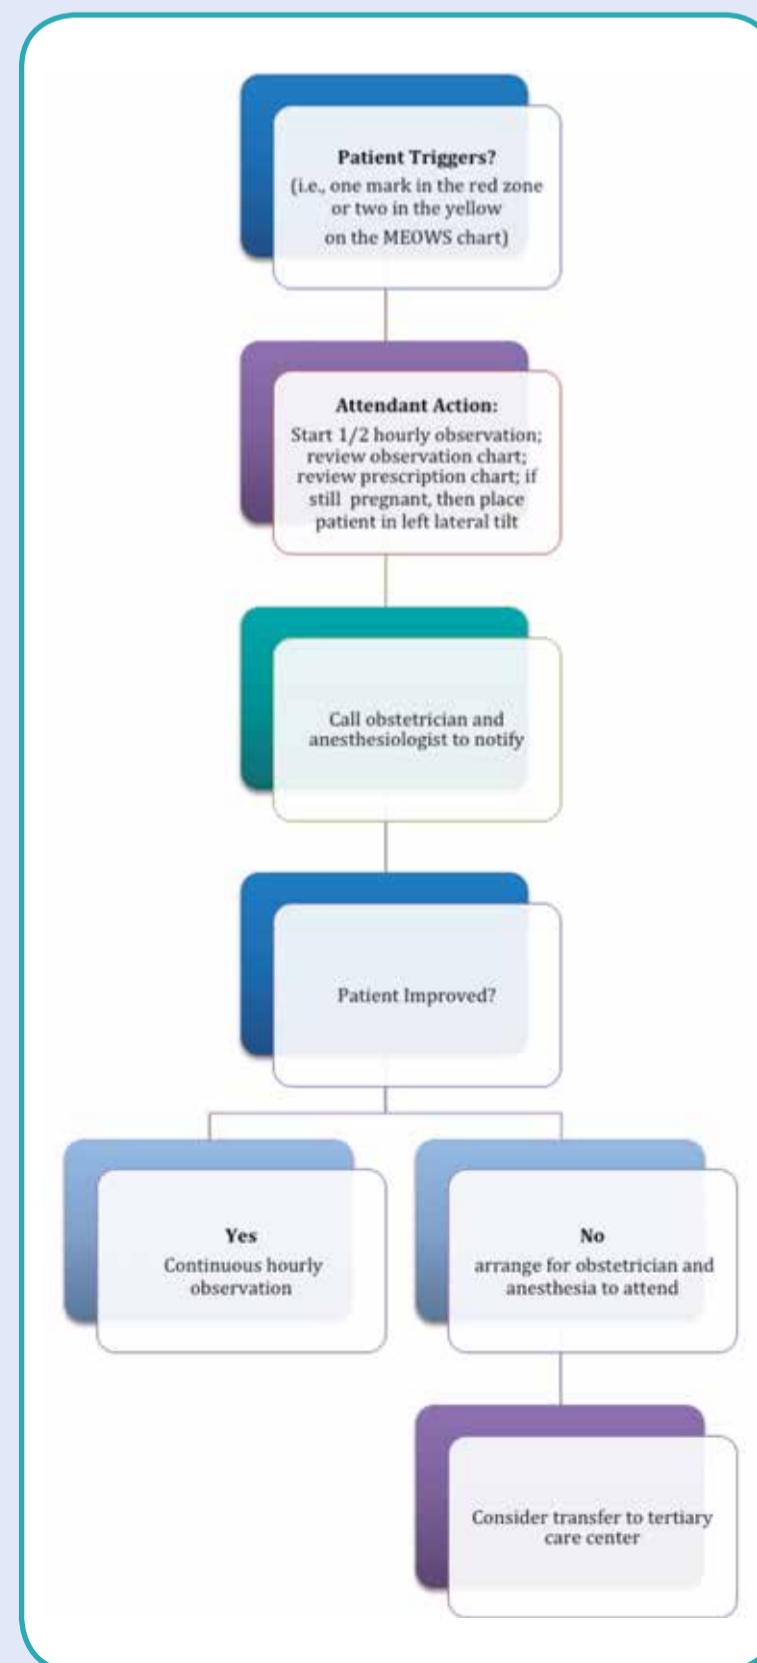 Patient Triggers?
(i.e., one mark in the red zone
or two in the yellow
on the MEOWS chart)
Attendant Action:
Start 1/2 hourly observation;
review observation chart;
review prescription chart; if
still pregnant, then place
patient in left lateral tilt
Call obstetrician and
anesthesiologist to notify
Patient Improved?
Yes
Continuous hourly
observation
No
arrange for obstetrician and
anesthesia to attend
Consider transfer to tertiary
care center